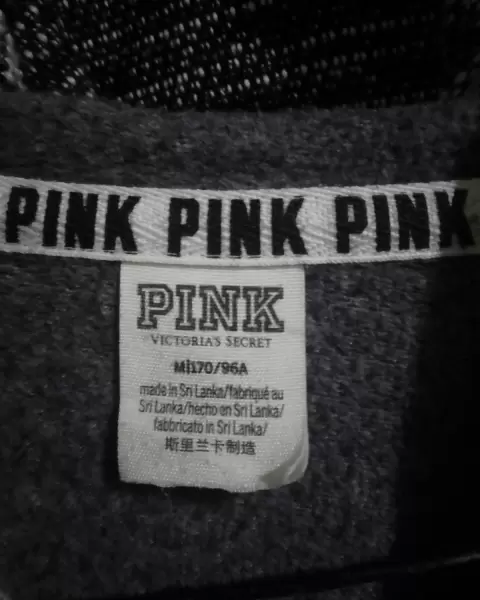 PINK PINK PINK
PINK
VICTORIA'S SECRET
M|170/96A
made in Sri Lanka/fabriqué au
Sri Lanka/hecho en Sri Lanka/
fabbricato in Sri Lanka/
斯里兰卡制造